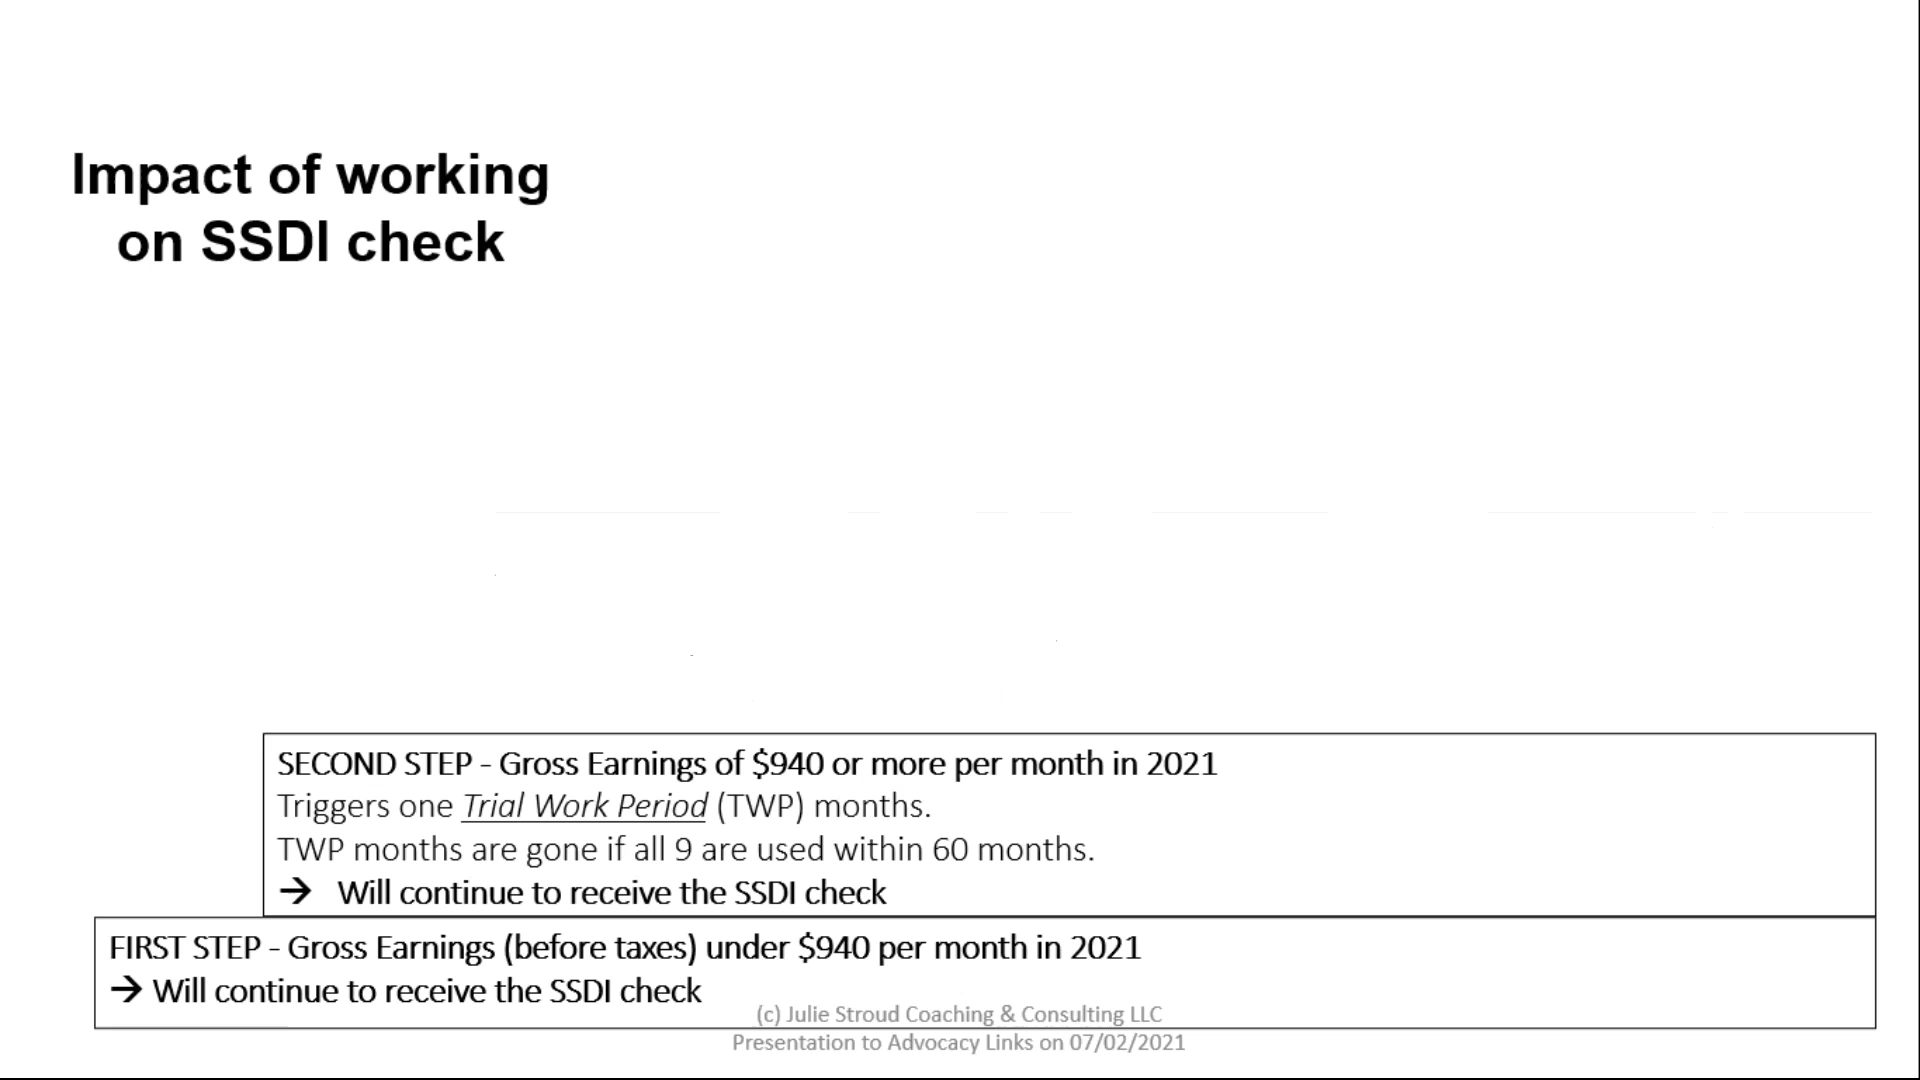 Impact of working
on SSDI check
SECOND STEP - Gross Earnings of $940 or more per month in 2021
Triggers one Trial Work Period (TWP) months.
TWP months are gone if all 9 are used within 60 months.
→ Will continue to receive the SSDI check
FIRST STEP - Gross Earnings (before taxes) under $940 per month in 2021
→ Will continue to receive the SSDI check
(c) Julie Stroud Coaching & Consulting LLC
Presentation to Advocacy Links on 07/02/2021